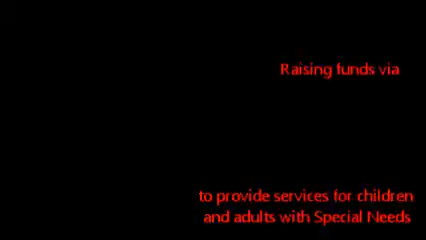 Raising funds via
to provide services for children
and adults with Special Needs